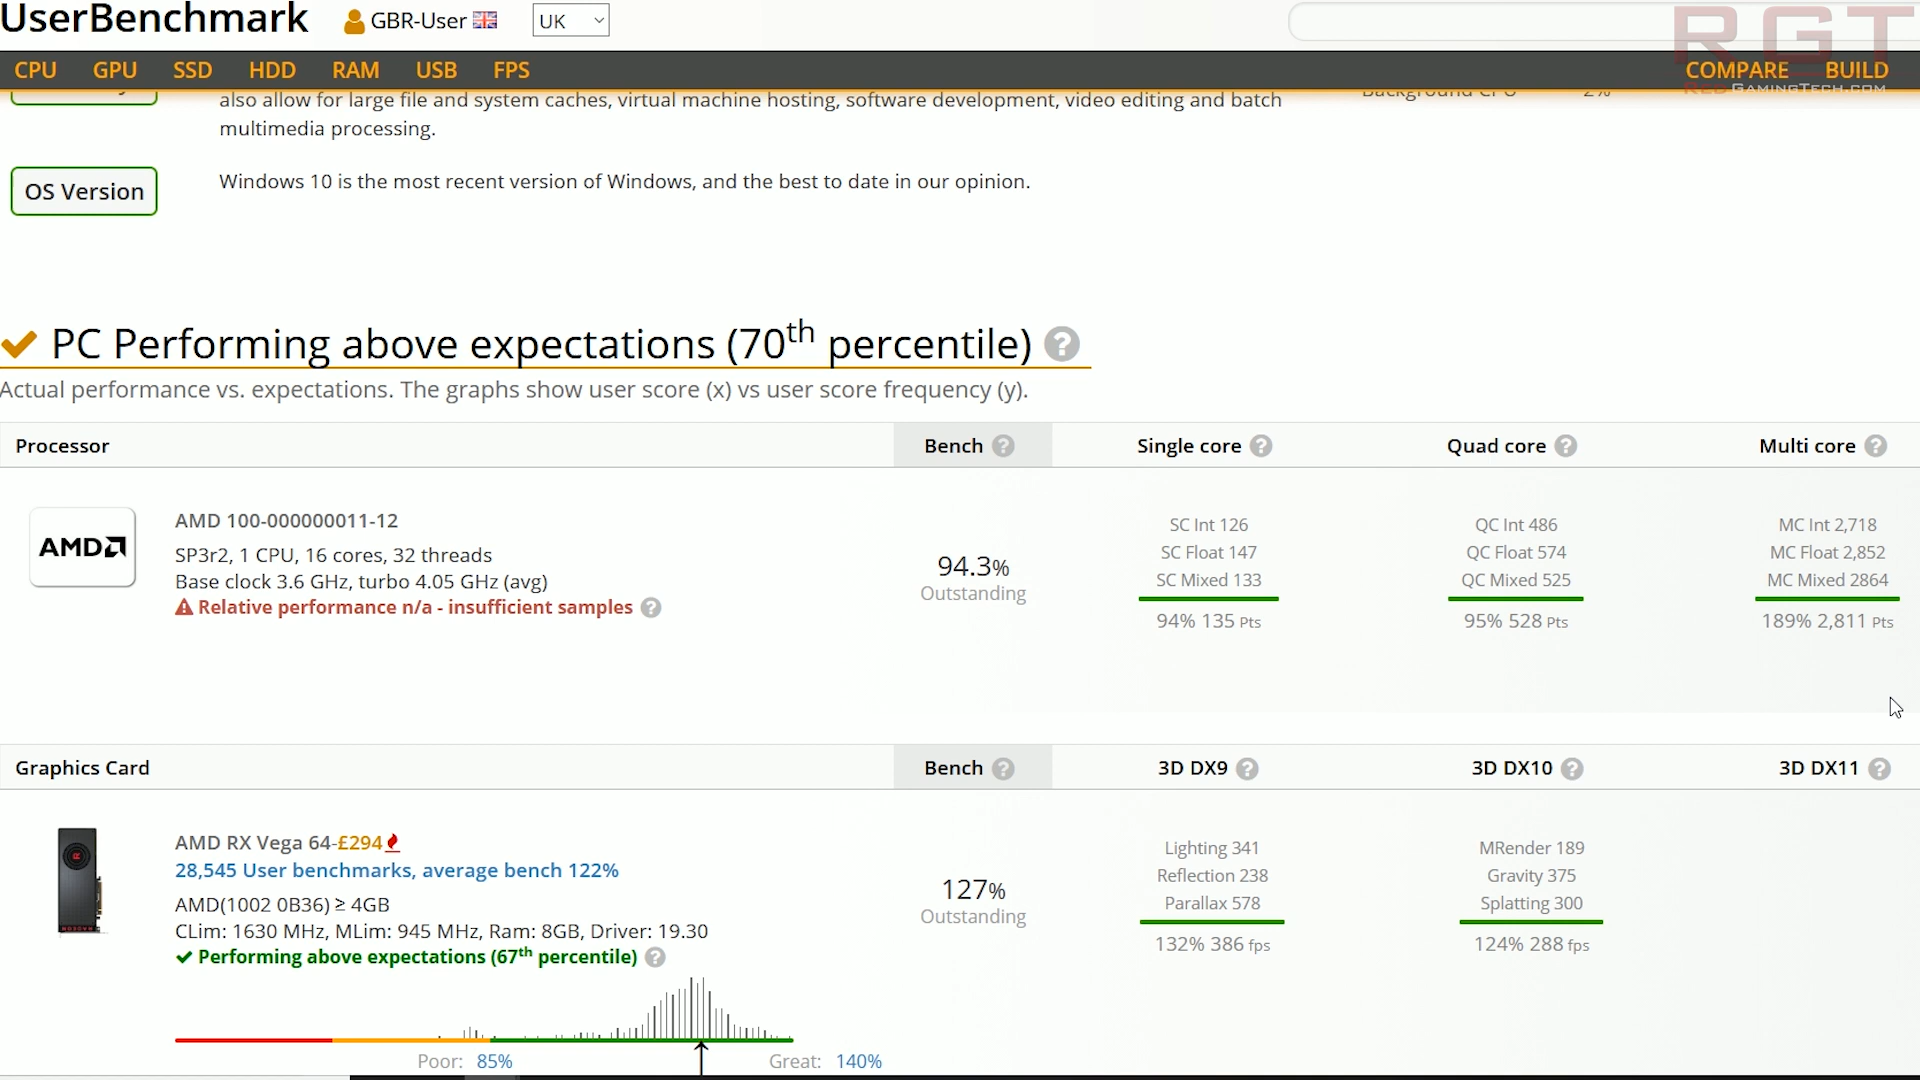 UserBenchmark
GBR-User
UK
RGT
CPU GPU SSD HDD RAM USB FPS COMPARE BUILD
RED GAMINGTECH.COM
also allow for large file and system caches, virtual machine hosting, software development, video editing and batch
Background CPU 2%
multimedia processing.
OS Version
Windows 10 is the most recent version of Windows, and the best to date in our opinion.
PC Performing above expectations (70th percentile) ?
Actual performance vs. expectations. The graphs show user score (x) vs user score frequency (y).
Processor Bench ? Single core ? Quad core ? Multi core ?
AMD
AMD 100-000000011-12
SP3r2, 1 CPU, 16 cores, 32 threads
Base clock 3.6 GHz, turbo 4.05 GHz (avg)
Relative performance n/a - insufficient samples ?
94.3%
Outstanding
SC Int 126
SC Float 147
SC Mixed 133
94% 135 Pts
QC Int 486
QC Float 574
QC Mixed 525
95% 528 Pts
MC Int 2,718
MC Float 2,852
MC Mixed 2864
189% 2,811 Pts
Graphics Card Bench ? 3D DX9 ? 3D DX10 ? 3D DX11 ?
AMD RX Vega 64-£294
28,545 User benchmarks, average bench 122%
AMD(1002 0B36) ≥ 4GB
CLim: 1630 MHz, MLim: 945 MHz, Ram: 8GB, Driver: 19.30
Performing above expectations (67th percentile) ?
Poor: 85% Great: 140%
127%
Outstanding
Lighting 341
Reflection 238
Parallax 578
132% 386 fps
MRender 189
Gravity 375
Splatting 300
124% 288 fps